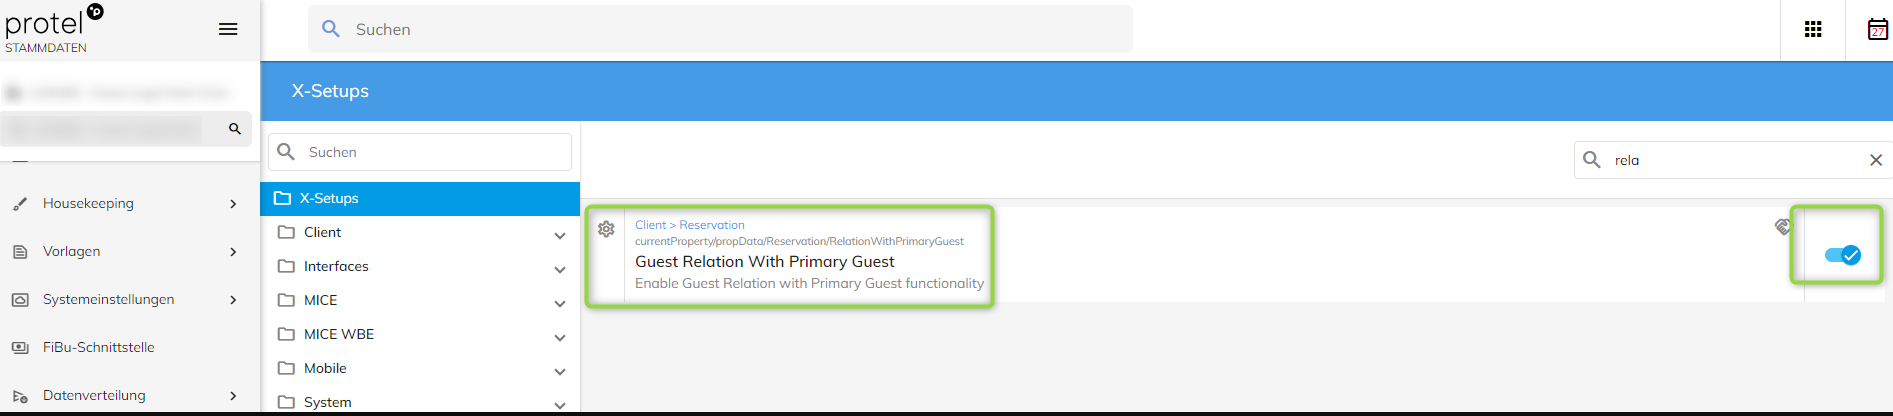 protel
STAMMDATEN
Suchen
27
X-Setups
Suchen
rela
X-Setups
Housekeeping
Client > Reservation
currentProperty/propData/Reservation/RelationWithPrimaryGuest
Client
Vorlagen
Guest Relation With Primary Guest
Interfaces
Enable Guest Relation with Primary Guest functionality
Systemeinstellungen
MICE
MICE WBE
FiBu-Schnittstelle
Mobile
Datenverteilung
System